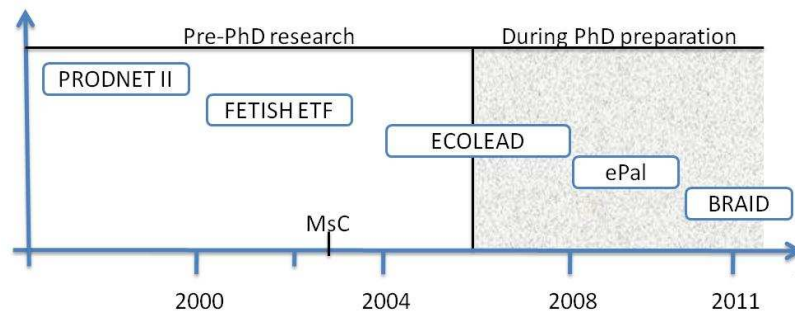 Pre-PhD research
During PhD preparation
PRODNET II
FETISH ETF
ECOLEAD
ePal
BRAID
MsC
2000
2004
2008
2011